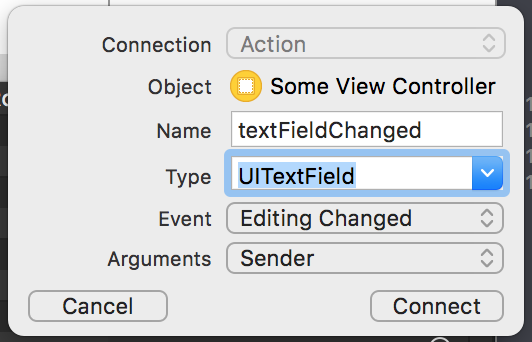 Connection Action
Object Some View Controller
Name textFieldChanged
Type UITextField
Event Editing Changed
Arguments Sender
Cancel Connect